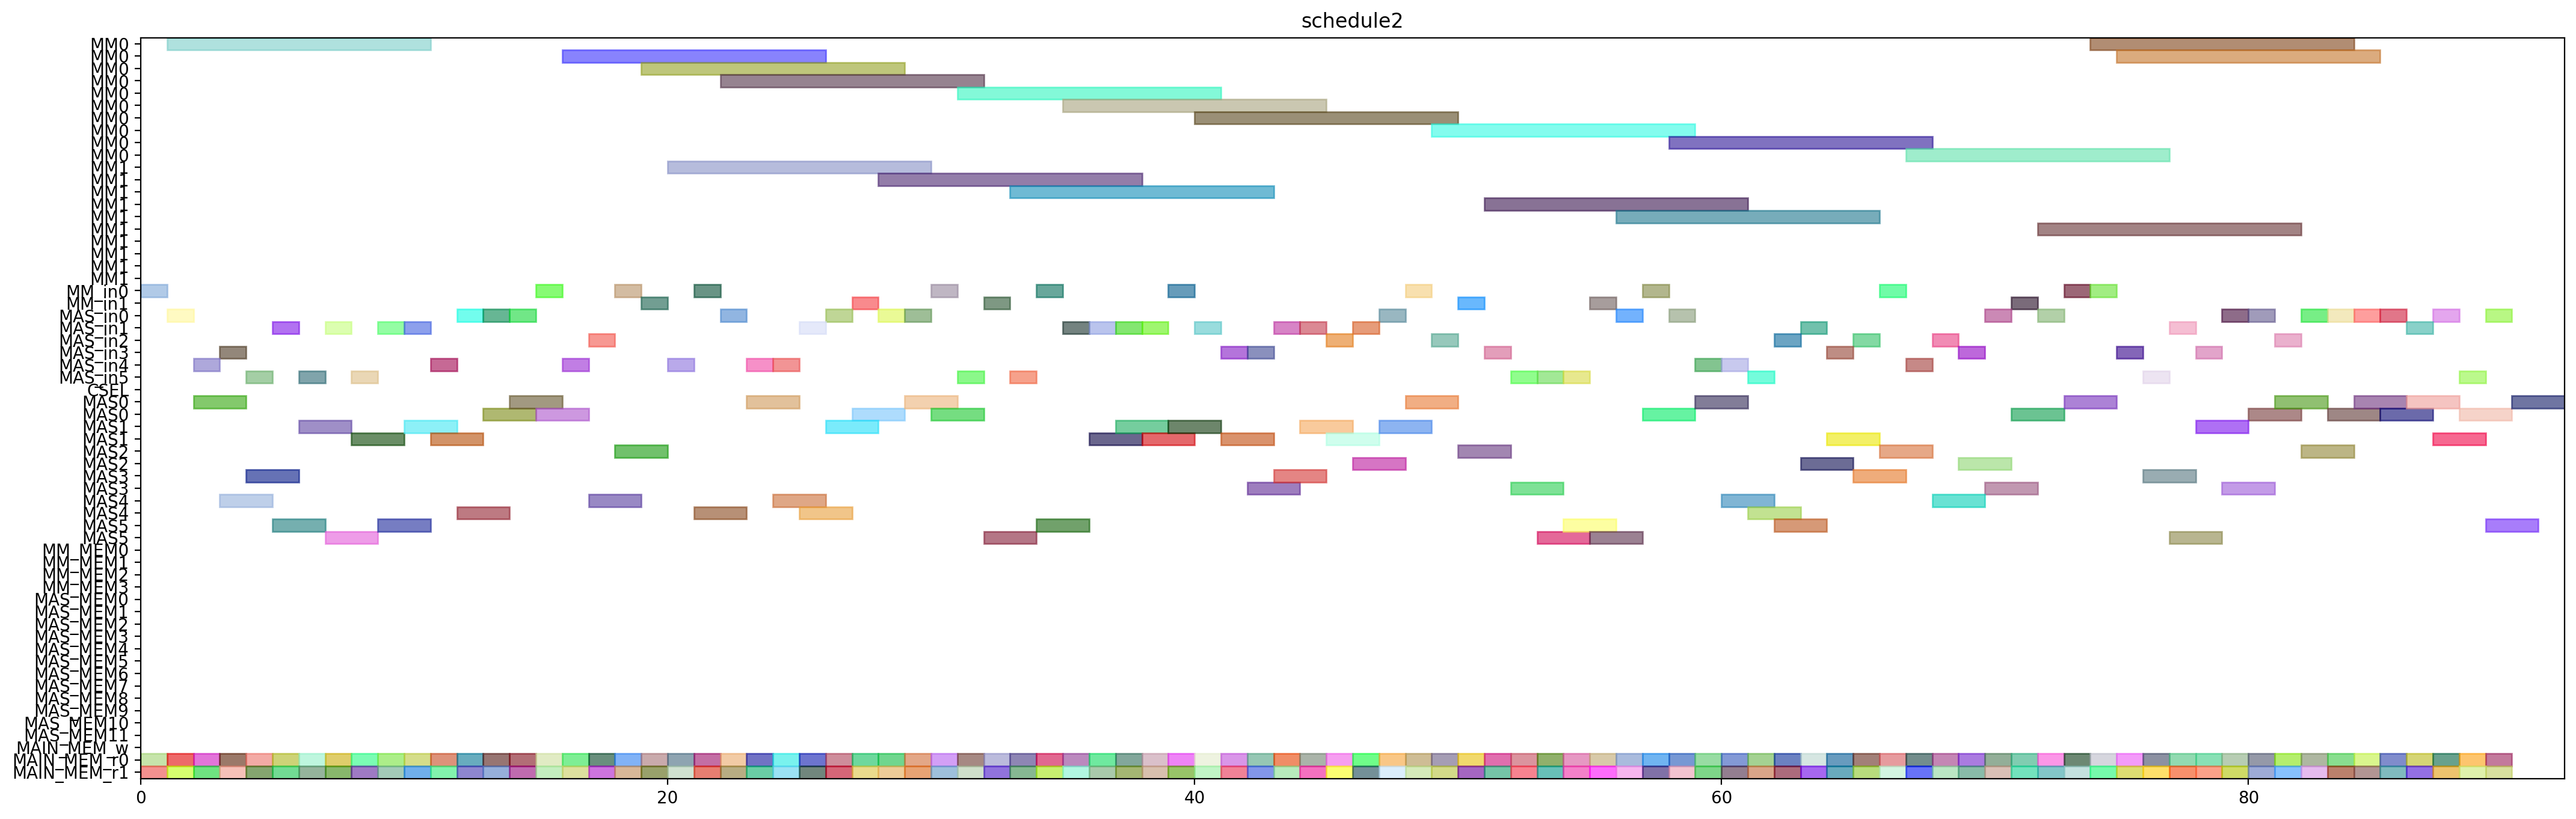 schedule2
MM0
MM0
MM0
MM0
MM0
MM0
MM0
MM0
MM0
MM0
MM1
MM1
MM1
MM1
MM1
MM1
MM1
MM1
MM1
MM1
MM_in0
MM_in1
MAS_in0
MAS_in1
MAS_in2
MAS_in3
MAS_in4
MAS_in5
CSEL
MAS0
MAS0
MAS1
MAS1
MAS2
MAS2
MAS3
MAS3
MAS4
MAS4
MAS5
MAS5
MM_MEM0
MM_MEM1
MM_MEM2
MM_MEM3
MAS_MEM0
MAS_MEM1
MAS_MEM2
MAS_MEM3
MAS_MEM4
MAS_MEM5
MAS_MEM6
MAS_MEM7
MAS_MEM8
MAS_MEM9
MAS_MEM10
MAS_MEM11
MAIN_MEM_w
MAIN_MEM_r0
MAIN_MEM_r1
0 20 40 60 80